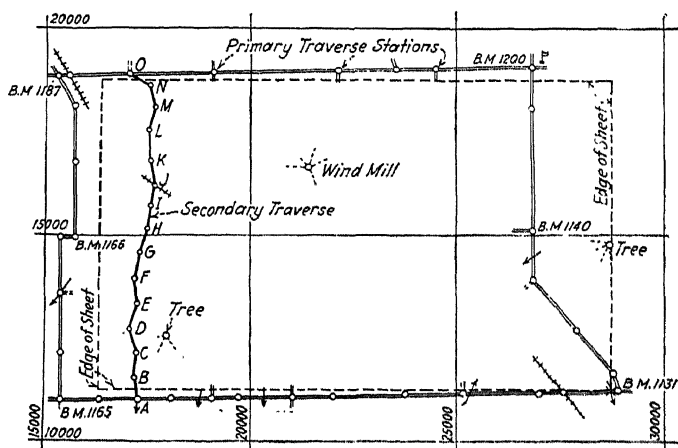 20000
Primary Traverse Stations
O
B.M 1200
B.M 1187
N
M
L
K
Wind Mill
Edge of Sheet
I
Secondary Traverse
H
15000
B.M. 1140
B.M. 1166
G
Tree
F
E
Tree
D
Edge of Sheet
C
B
B.M. 1131
B M. 1165
A
15000
20000
25000
10000